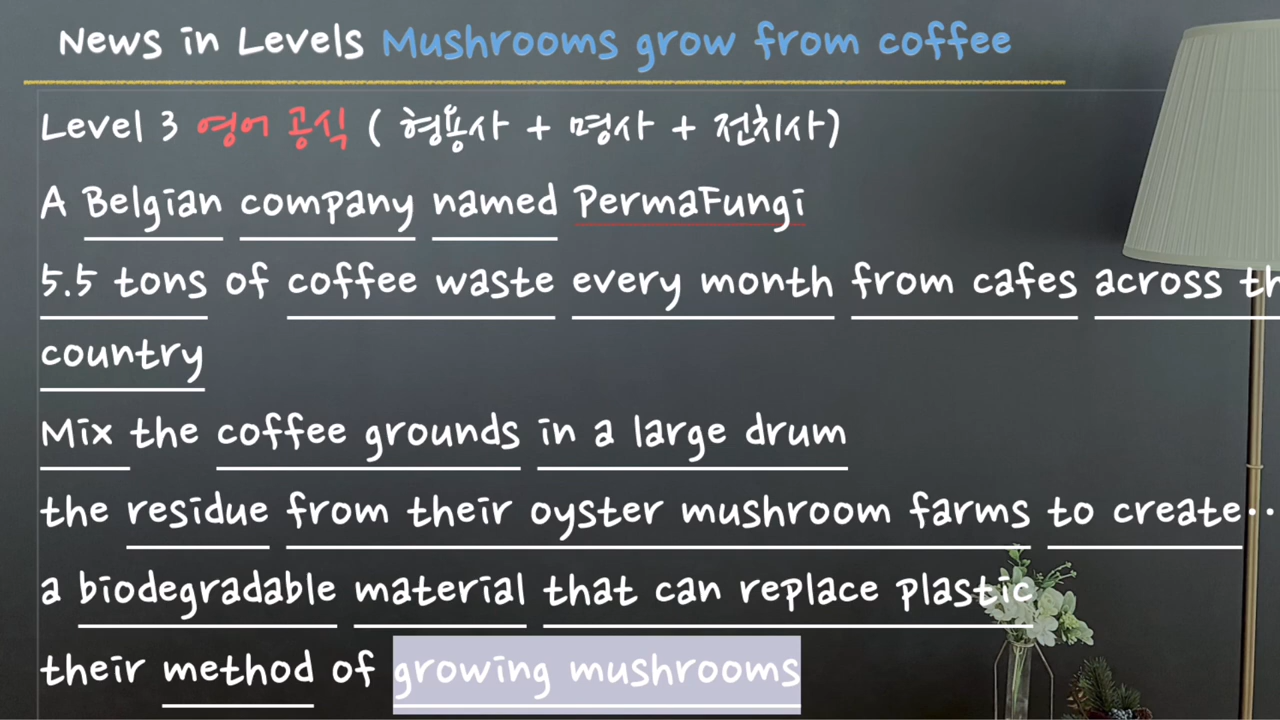 News in Levels Mushrooms grow from coffee
Level 3 영어 공식 ( 형용사 + 명사 + 전치사)
A Belgian company named PermaFungi
5.5 tons of coffee waste every month from cafes across
country
Mix the coffee grounds in a large drum
the residue from their oyster mushroom farms to create··
a biodegradable material that can replace plastic
their method of growing mushrooms